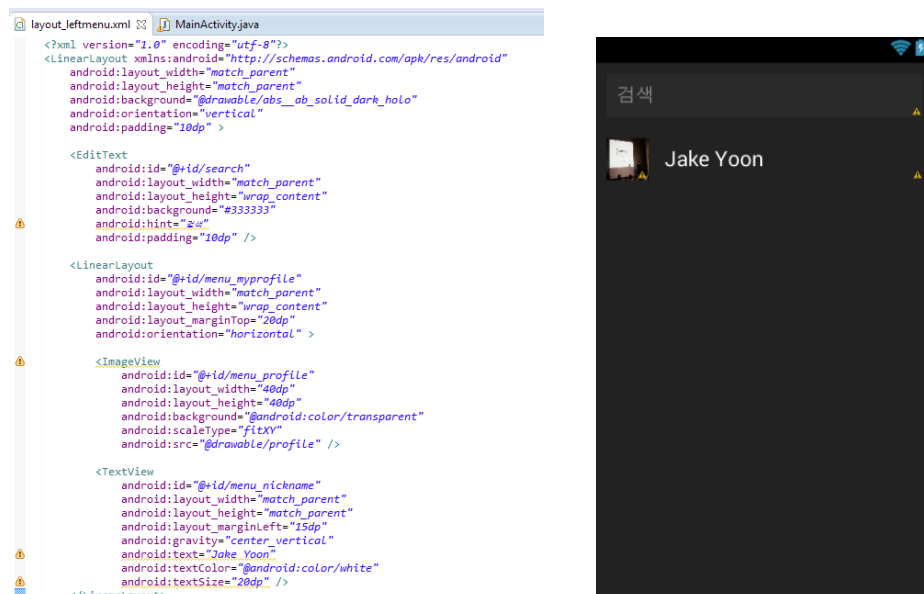 layout_leftmenu.xml MainActivity.java
<?xml version="1.0" encoding="utf-8"?>
<LinearLayout xmlns:android="http://schemas.android.com/apk/res/android"
    android:layout_width="match_parent"
    android:layout_height="match_parent"
    android:background="@drawable/abs__ab_solid_dark_holo"
    android:orientation="vertical"
    android:padding="10dp" >
    <EditText
        android:id="@+id/search"
        android:layout_width="match_parent"
        android:layout_height="wrap_content"
        android:background="#333333"
        android:hint="검색"
        android:padding="10dp" />
    <LinearLayout
        android:id="@+id/menu_myprofile"
        android:layout_width="match_parent"
        android:layout_height="wrap_content"
        android:layout_marginTop="20dp"
        android:orientation="horizontal" >
        <ImageView
            android:id="@+id/menu_profile"
            android:layout_width="40dp"
            android:layout_height="40dp"
            android:background="@android:color/transparent"
            android:scaleType="fitXY"
            android:src="@drawable/profile" />
        <TextView
            android:id="@+id/menu_nickname"
            android:layout_width="match_parent"
            android:layout_height="match_parent"
            android:layout_marginLeft="15dp"
            android:gravity="center_vertical"
            android:text="Jake Yoon"
            android:textColor="@android:color/white"
            android:textSize="20dp" />
    </LinearLayout>
검색
Jake Yoon